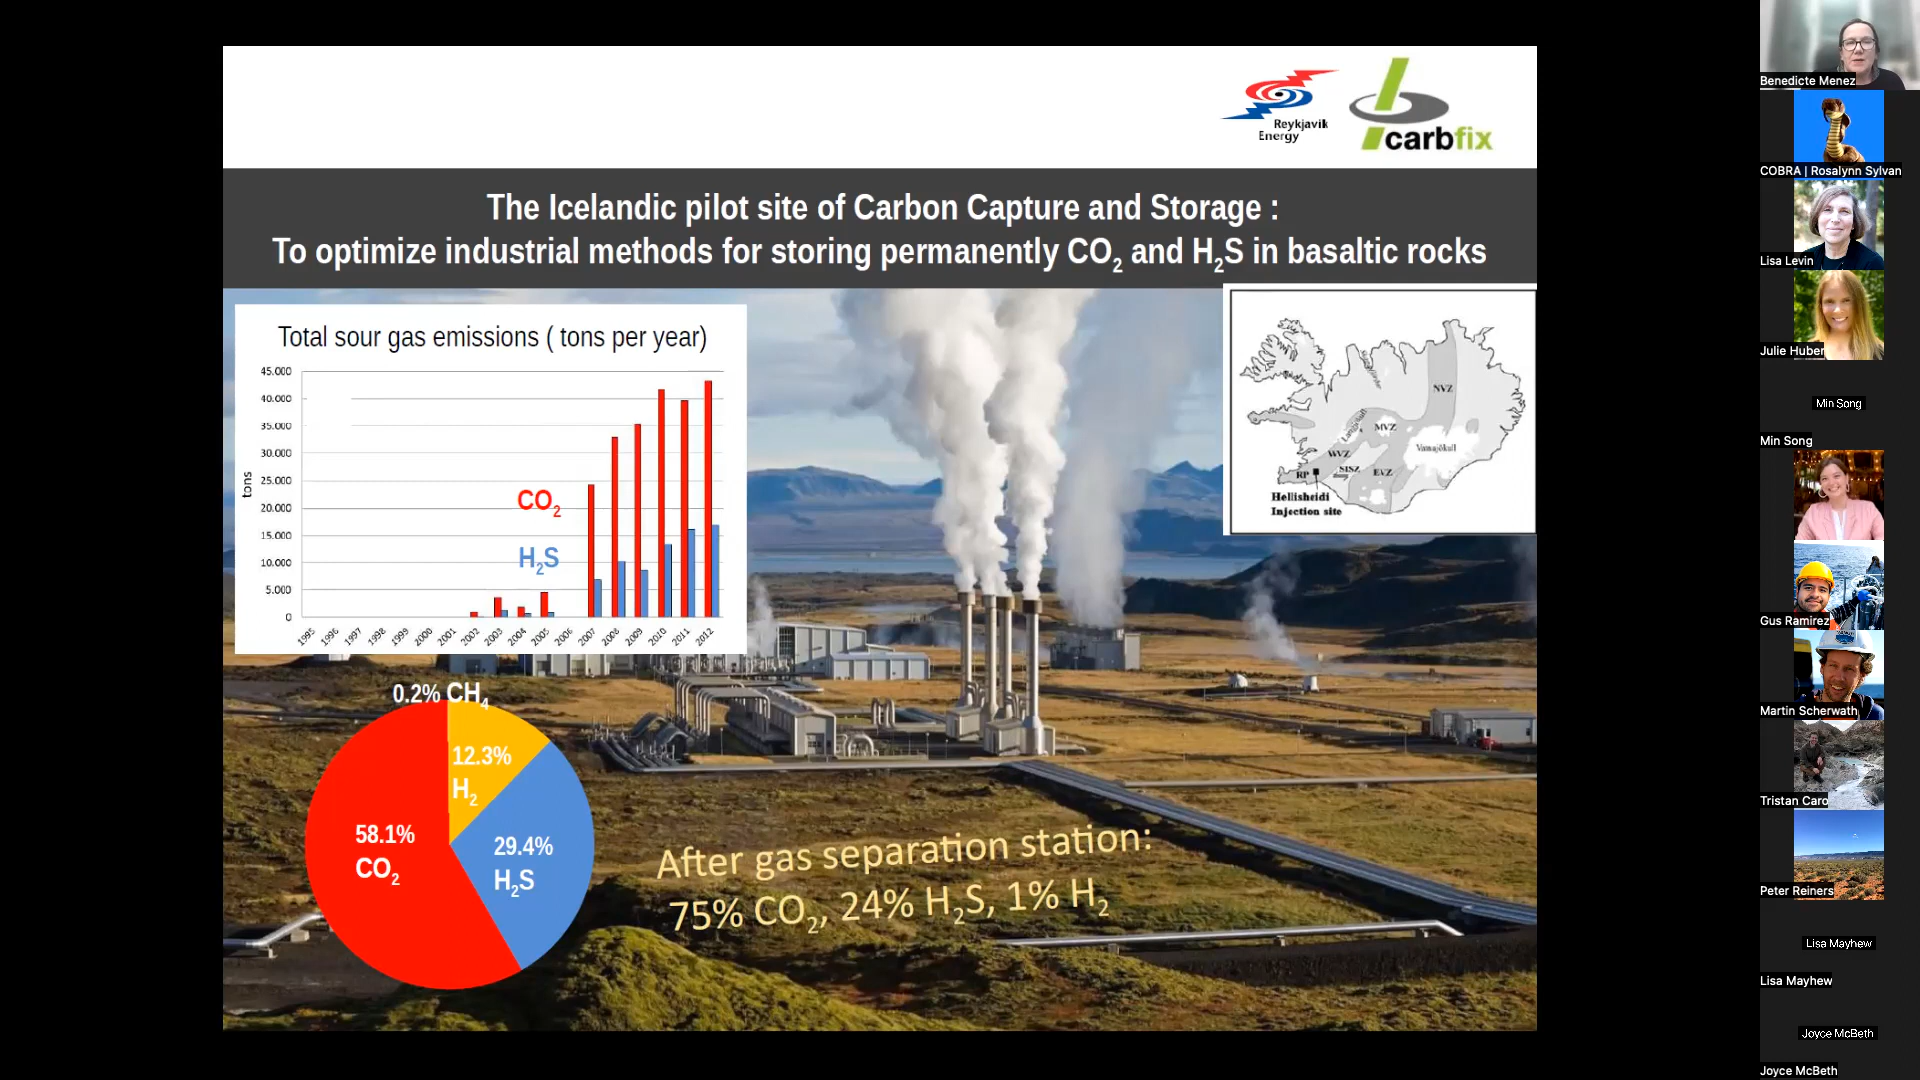 Reykjavik
Energy
carbfix
The Icelandic pilot site of Carbon Capture and Storage :
To optimize industrial methods for storing permanently CO₂ and H₂S in basaltic rocks
Total sour gas emissions ( tons per year)
45.000
40.000
35.000
30.000
25.000
20.000
15.000
10.000
5.000
0
tons
CO₂
H₂S
1995
1996
1997
1998
1999
2000
2001
2002
2003
2004
2005
2006
2007
2008
2009
2010
2011
2012
NVZ
MVZ
WVZ
SISZ
EVZ
RP
Hellisheidi
Injection site
0.2% CH₄
12.3%
H₂
58.1%
CO₂
29.4%
H₂S
After gas separation station:
75% CO₂, 24% H₂S, 1% H₂
Benedicte Menez
COBRA | Rosalynn Sylvan
Lisa Levin
Julie Huber
Min Song
Min Song
Gus Ramirez
Martin Scherwath
Tristan Caro
Peter Reiners
Lisa Mayhew
Lisa Mayhew
Joyce McBeth
Joyce McBeth